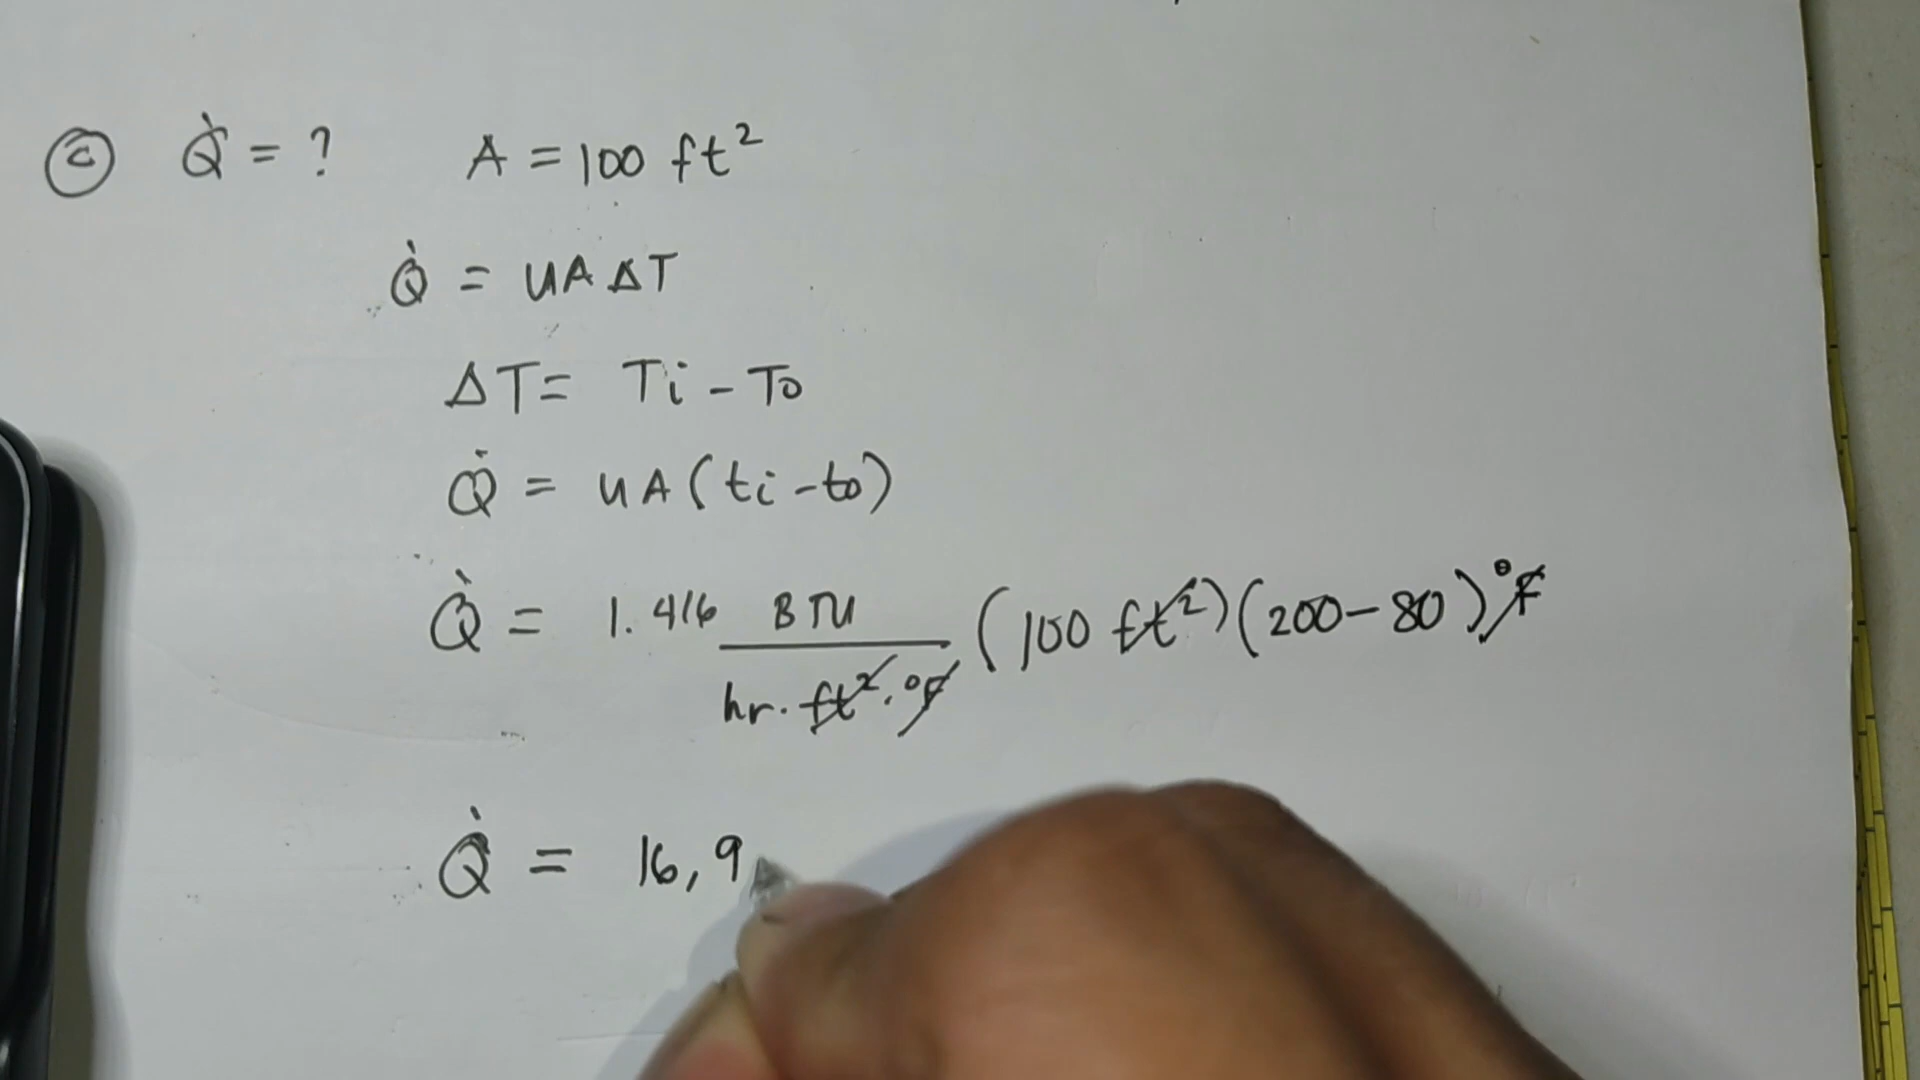 ⓒ Q̇ = ? A = 100 ft²
Q̇ = UAΔT
ΔT = Ti - To
Q̇ = UA(ti - to)
Q̇ = 1.416 BTU / hr·ft²·°F (100 ft²)(200 - 80)°F
Q̇ = 16,9